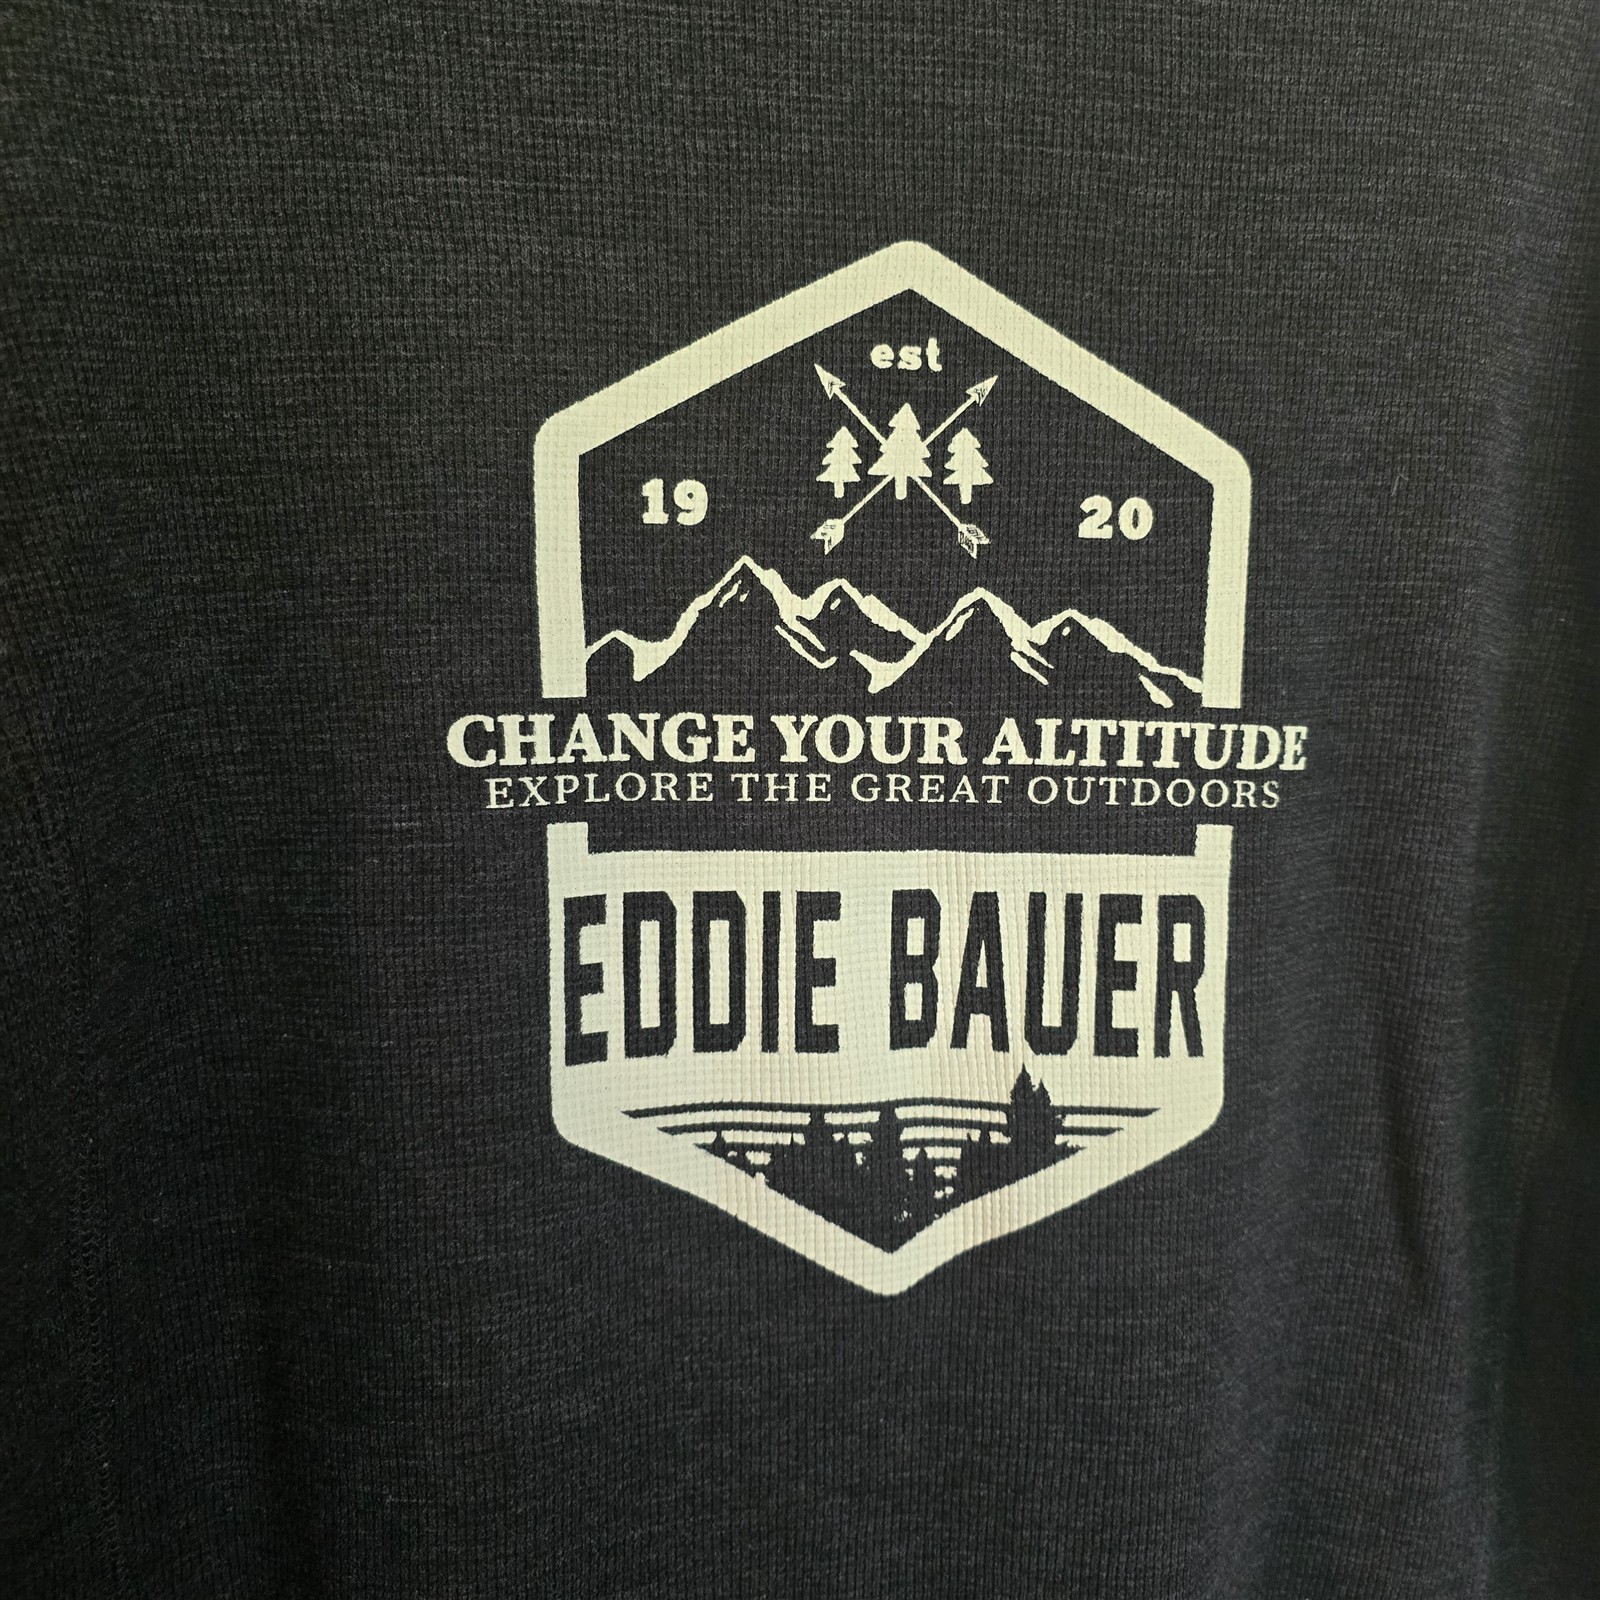 est
19 20
CHANGE YOUR ALTITUDE
EXPLORE THE GREAT OUTDOORS
EDDIE BAUER